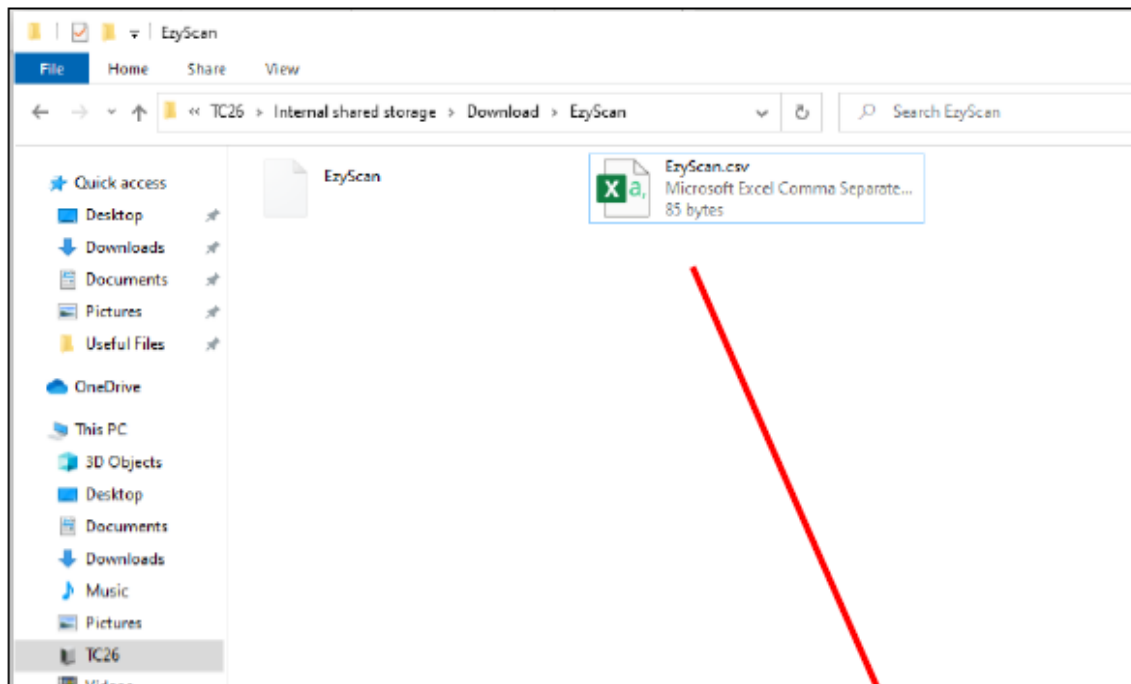 EzyScan
File Home Share View
« TC26 > Internal shared storage > Download > EzyScan
Search EzyScan
EzyScan
EzyScan.csv
Microsoft Excel Comma Separate...
85 bytes
Quick access
Desktop
Downloads
Documents
Pictures
Useful Files
OneDrive
This PC
3D Objects
Desktop
Documents
Downloads
Music
Pictures
TC26